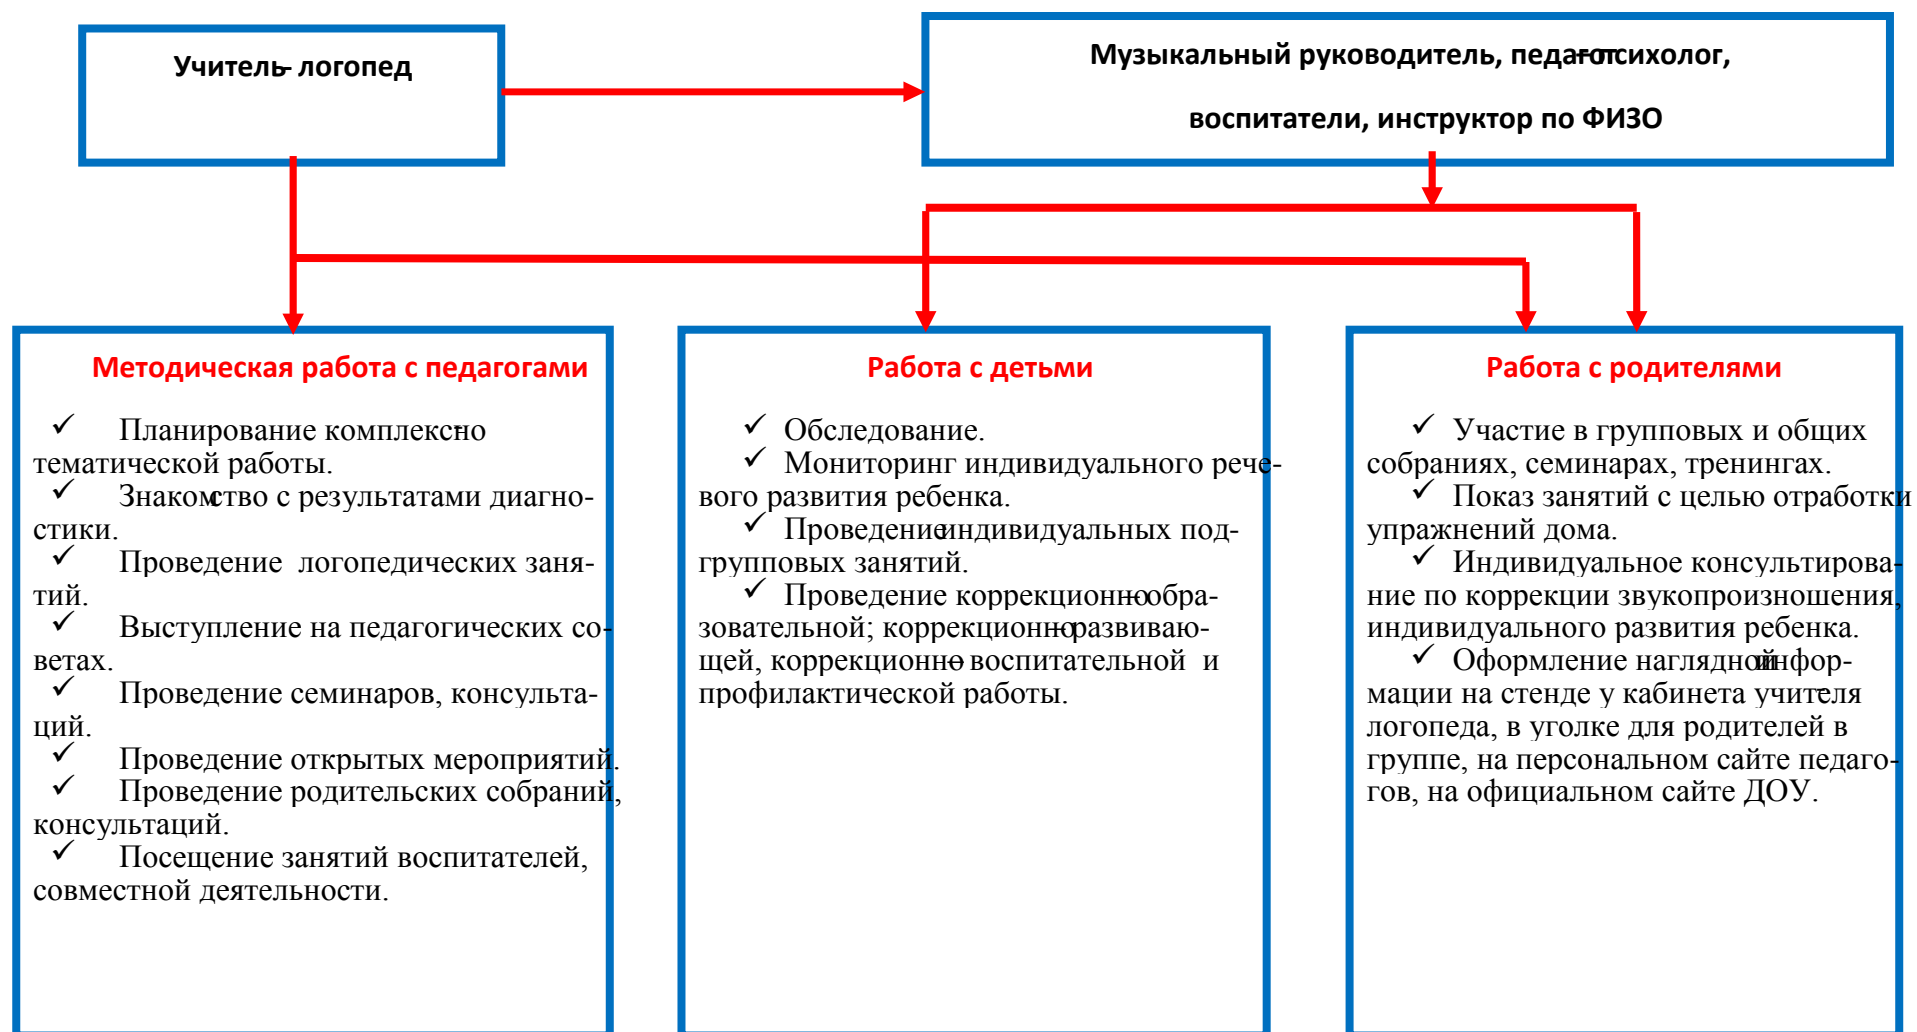 Учитель- логопед
Музыкальный руководитель, педагог-психолог,
воспитатели, инструктор по ФИЗО
Методическая работа с педагогами
✓ Планирование комплексно-
тематической работы.
✓ Знакомство с результатами диагно-
стики.
✓ Проведение логопедических заня-
тий.
✓ Выступление на педагогических со-
ветах.
✓ Проведение семинаров, консульта-
ций.
✓ Проведение открытых мероприятий.
✓ Проведение родительских собраний,
консультаций.
✓ Посещение занятий воспитателей,
совместной деятельности.
Работа с детьми
✓ Обследование.
✓ Мониторинг индивидуального рече-
вого развития ребенка.
✓ Проведение индивидуальных под-
групповых занятий.
✓ Проведение коррекционно-обра-
зовательной; коррекционно-развиваю-
щей, коррекционно- воспитательной и
профилактической работы.
Работа с родителями
✓ Участие в групповых и общих
собраниях, семинарах, тренингах.
✓ Показ занятий с целью отработки
упражнений дома.
✓ Индивидуальное консультирова-
ние по коррекции звукопроизношения,
индивидуального развития ребенка.
✓ Оформление наглядной инфор-
мации на стенде у кабинета учителя-
логопеда, в уголке для родителей в
группе, на персональном сайте педаго-
гов, на официальном сайте ДОУ.